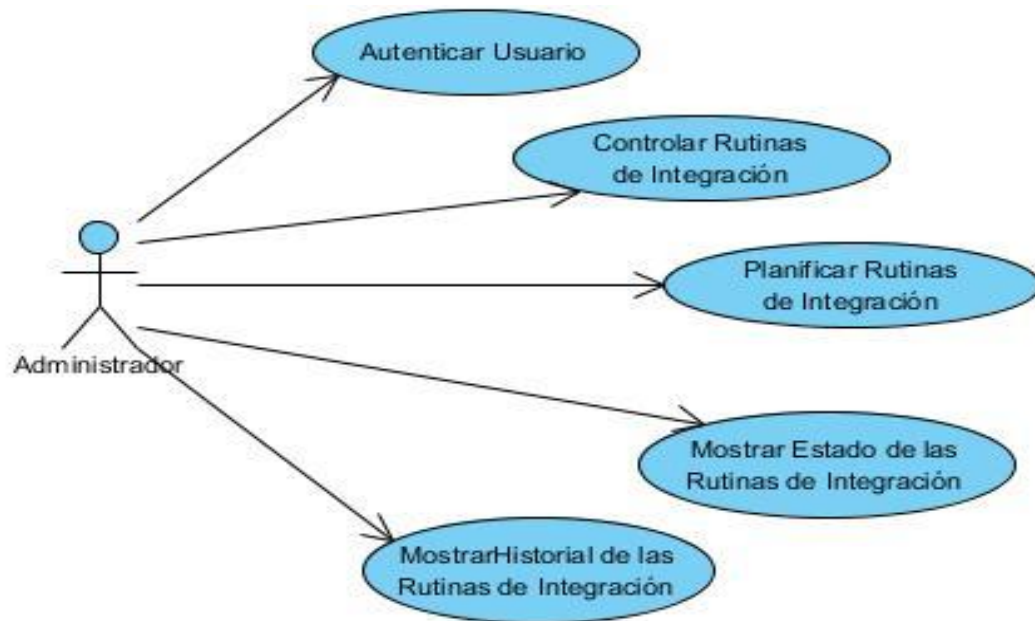 Autenticar Usuario
Controlar Rutinas
de Integración
Planificar Rutinas
de Integración
Administrador
Mostrar Estado de las
Rutinas de Integración
MostrarHistorial de las
Rutinas de Integración